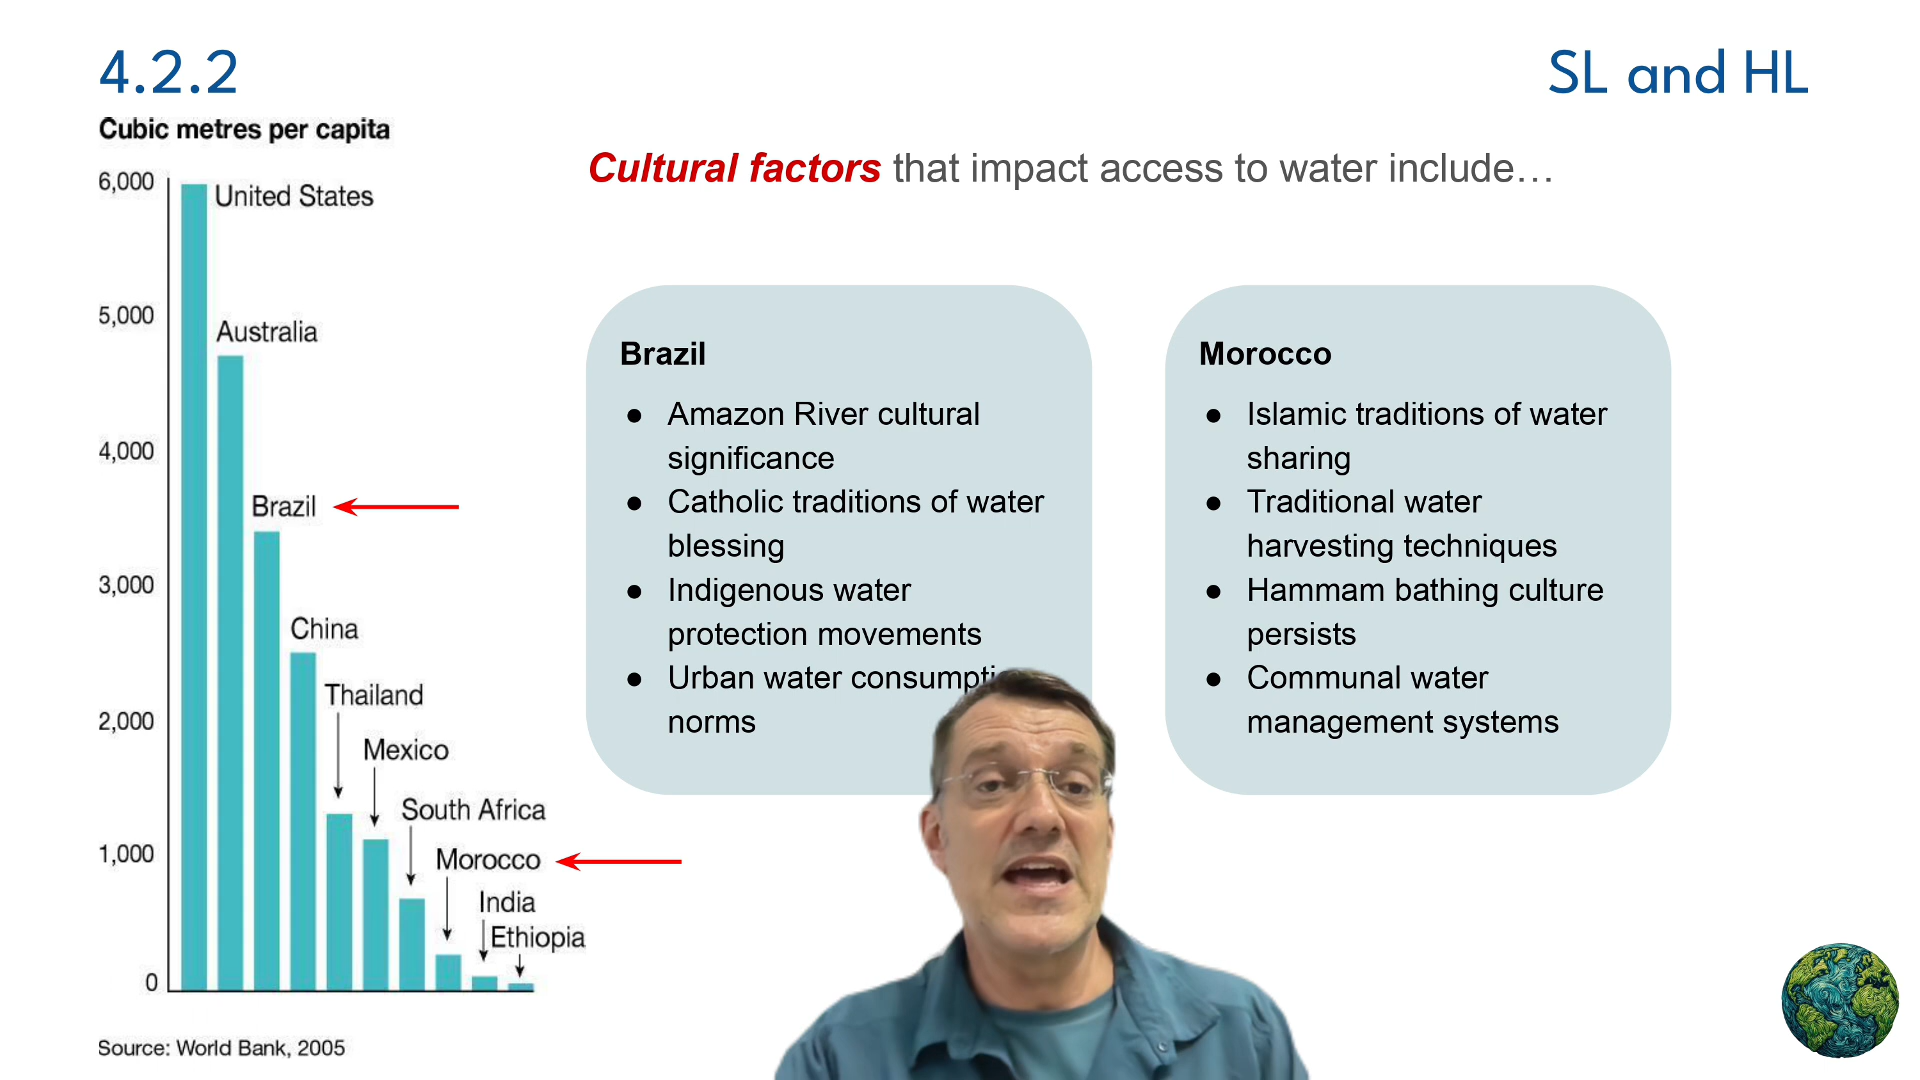 4.2.2
SL and HL
Cubic metres per capita
6,000
5,000
4,000
3,000
2,000
1,000
0
United States
Australia
Brazil
China
Thailand
Mexico
South Africa
Morocco
India
Ethiopia
Source: World Bank, 2005
Cultural factors that impact access to water include…
Brazil
● Amazon River cultural
significance
● Catholic traditions of water
blessing
● Indigenous water
protection movements
● Urban water
norms
Morocco
● Islamic traditions of water
sharing
● Traditional water
harvesting techniques
● Hammam bathing culture
persists
● Communal water
management systems